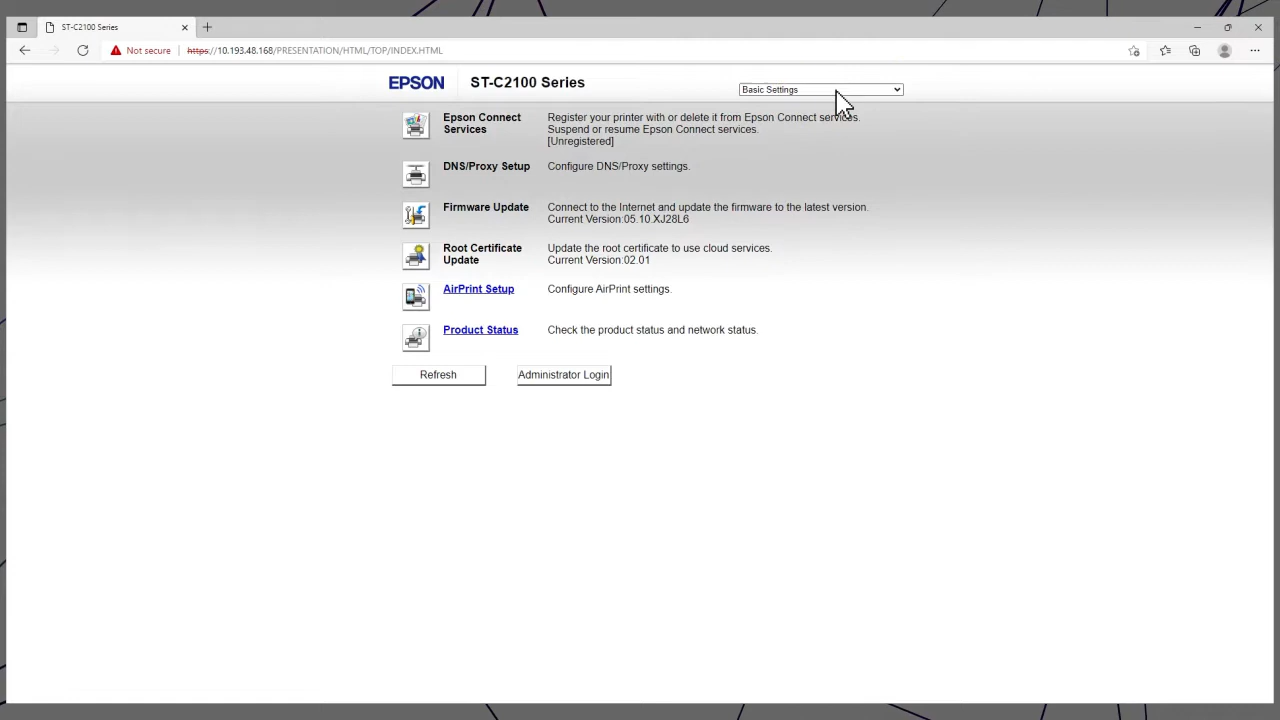 ST-C2100 Series
Not secure https://10.193.48.168/PRESENTATION/HTML/TOP/INDEX.HTML
EPSON ST-C2100 Series Basic Settings
Epson Connect Services
Register your printer with or delete it from Epson Connect services.
Suspend or resume Epson Connect services.
[Unregistered]
DNS/Proxy Setup Configure DNS/Proxy settings.
Firmware Update Connect to the Internet and update the firmware to the latest version.
Current Version:05.10.XJ28L6
Root Certificate Update
Update the root certificate to use cloud services.
Current Version:02.01
AirPrint Setup Configure AirPrint settings.
Product Status Check the product status and network status.
Refresh Administrator Login